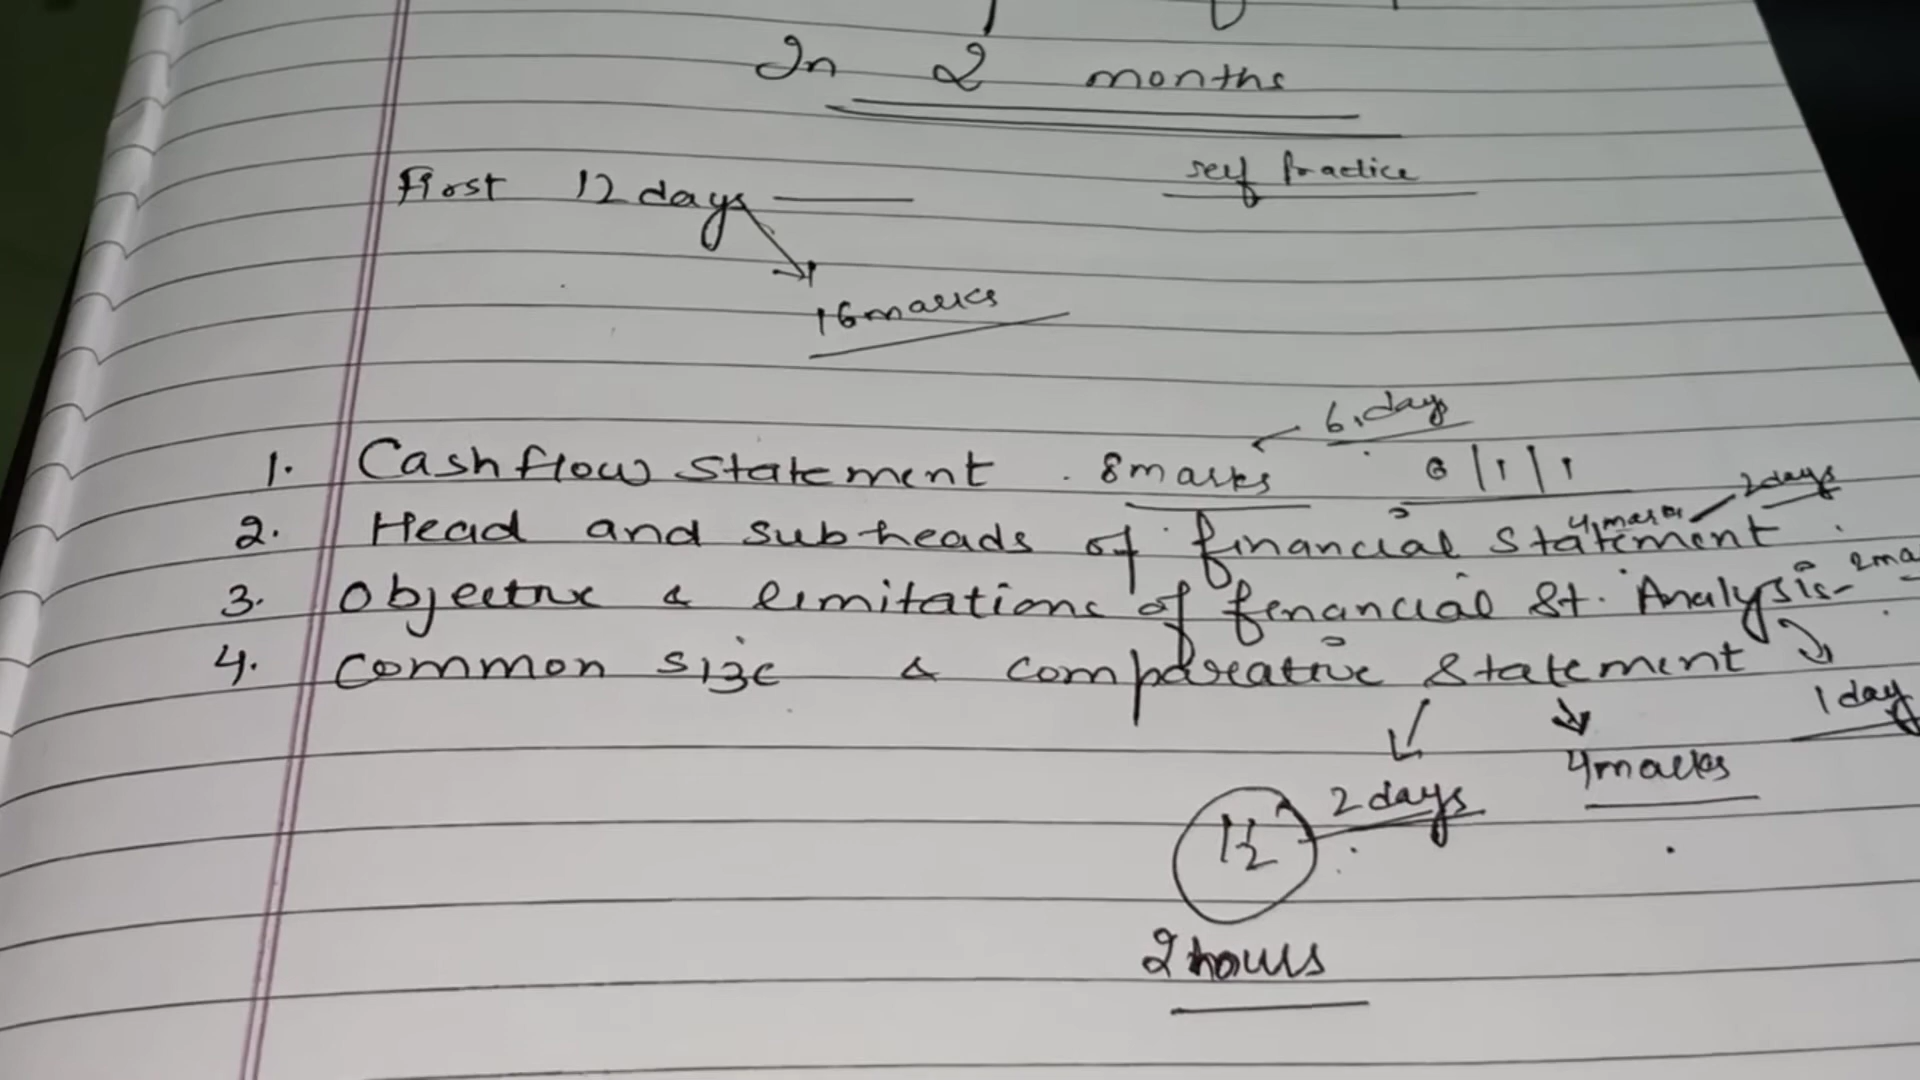 In 2 months
First 12 days — self Practice
16 marks
6 days
1. Cashflow statement 8 marks 6|1|1
4 marks 2 days
2. Head and subheads of financial statement
3. Objective & limitations of financial St. Analysis - 2 ma
4. Common size & comparative statement
1 day
2 days 4 marks
1½
2 hours